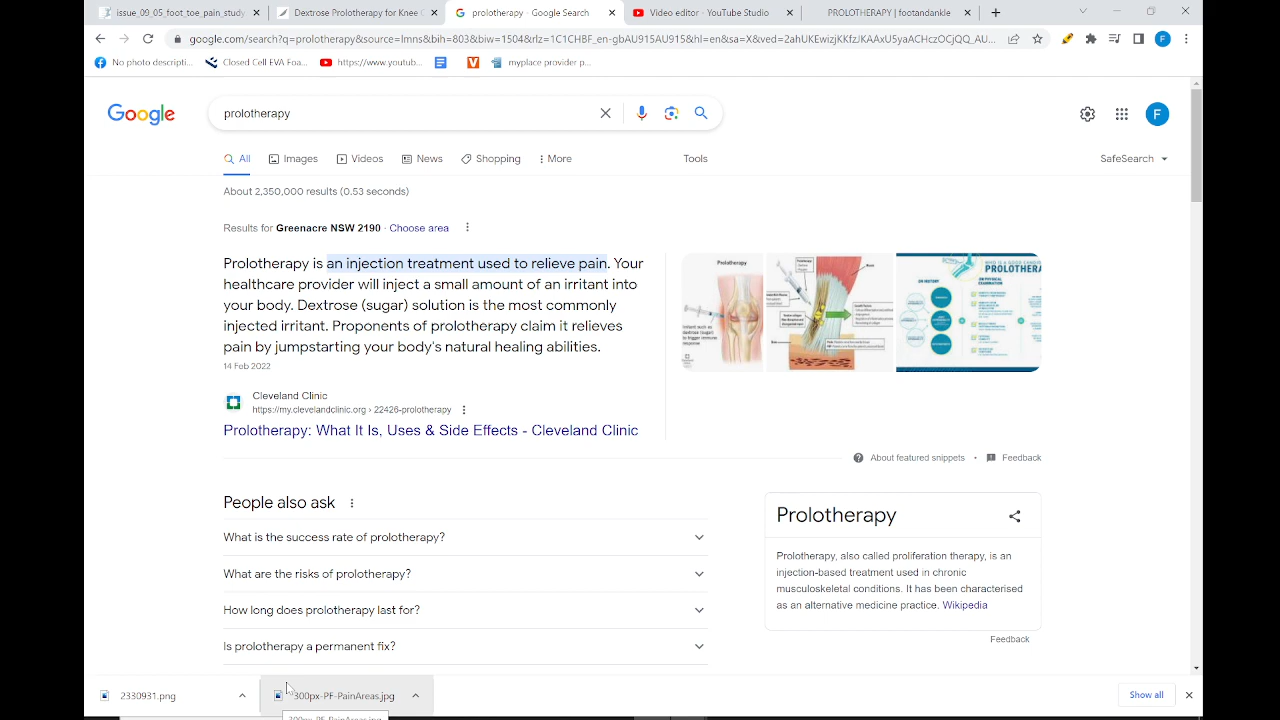 issue_09_05_foot_toe_pain_study
Dextrose Prolotherapy for Knee O
prolotherapy - Google Search
Video editor - YouTube Studio
PROLOTHERAPY | footandankle
google.com/search?q=prolotherapy&source=lmns&bih=803&biw=1504&rlz=1C1CHBF_en-gbAU915AU915&hl=en&sa=X&ved=2ahUKEwizjKKfzJKAAxU5yaACHczOCjQQ_AU...
F
No photo descripti...
Closed Cell EVA Foa...
https://www.youtub...
myplace provider p...
Google
prolotherapy
F
All
Images
Videos
News
Shopping
More
Tools
SafeSearch
About 2,350,000 results (0.53 seconds)
Results for Greenacre NSW 2190 · Choose area
Prolotherapy is an injection treatment used to relieve pain. Your
healthcare provider will inject a small amount of an irritant into
your body. Dextrose (sugar) solution is the most commonly
injected irritant. Proponents of prolotherapy claim it relieves
pain by jumpstarting your body's natural healing abilities.
14 Feb 2022
Cleveland Clinic
https://my.clevelandclinic.org › 22426-prolotherapy
Prolotherapy: What It Is, Uses & Side Effects - Cleveland Clinic
Prolotherapy
PROLOTHERA
About featured snippets
Feedback
People also ask
What is the success rate of prolotherapy?
What are the risks of prolotherapy?
How long does prolotherapy last for?
Is prolotherapy a permanent fix?
Prolotherapy
Prolotherapy, also called proliferation therapy, is an
injection-based treatment used in chronic
musculoskeletal conditions. It has been characterised
as an alternative medicine practice. Wikipedia
Feedback
2330931.png
300px-PF-PainAreas.jpg
Show all
300px-PF-PainAreas.jpg